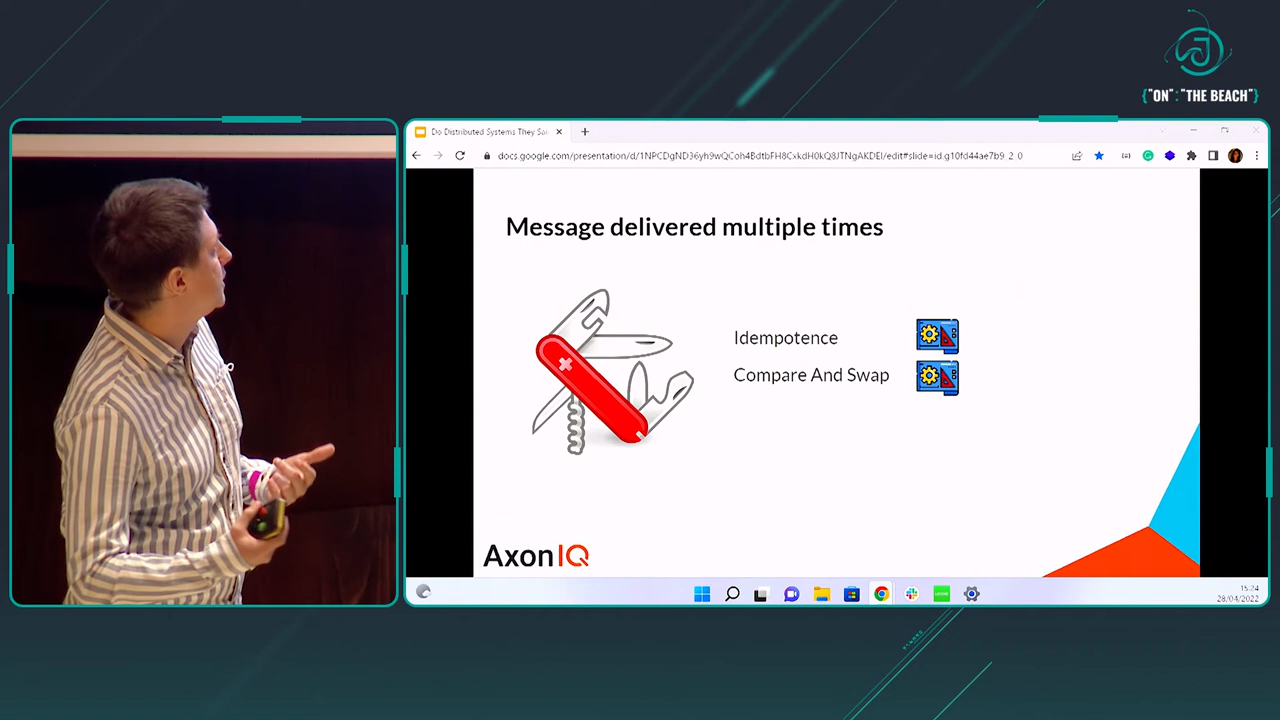 {"ON":"THE BEACH"}
Do Distributed Systems They Sa
docs.google.com/presentation/d/1NPCDgND36yh9wQCoh4BdtbFH8CxkdH0kQ8JTNgAKDEI/edit#slide=id.g10fd44ae7b9_2_0
Message delivered multiple times
Idempotence
Compare And Swap
AxonIQ
15:24
28/04/2022